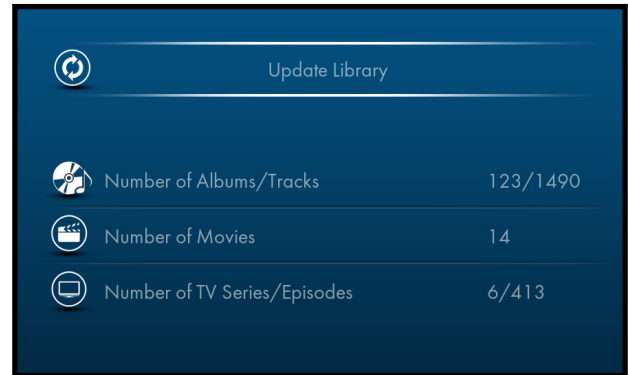 Update Library
Number of Albums/Tracks 123/1490
Number of Movies 14
Number of TV Series/Episodes 6/413